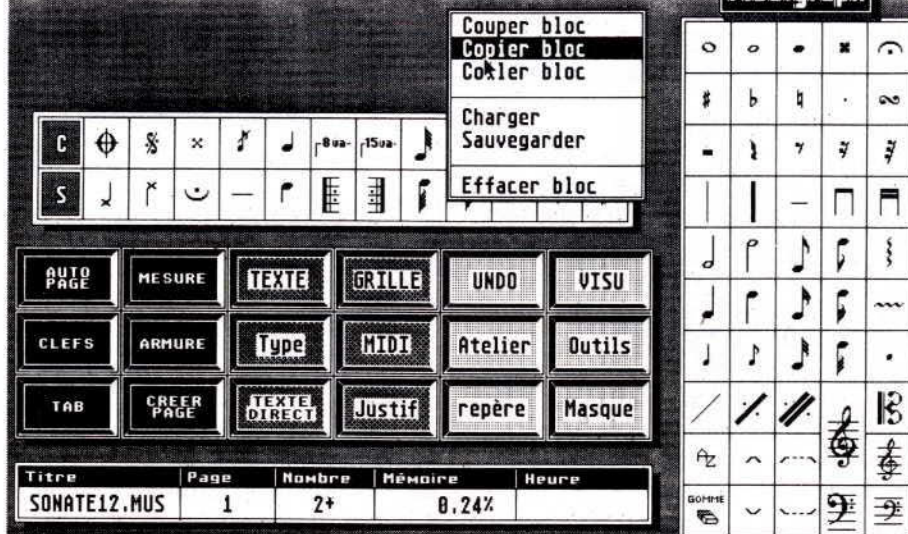 Couper bloc
Copier bloc
Coller bloc
Charger
Sauvegarder
Effacer bloc
C
8va-
15va-
S
AUTO
PAGE
MESURE
TEXTE
GRILLE
UNDO
VISU
CLEFS
ARMURE
Type
MIDI
Atelier
Outils
TAB
CREER
PAGE
TEXTE
DIRECT
Justif
repère
Masque
Titre
Page
Nombre
Mémoire
Heure
SONATE12.MUS
1
2+
8.24%
AZ
GOMME